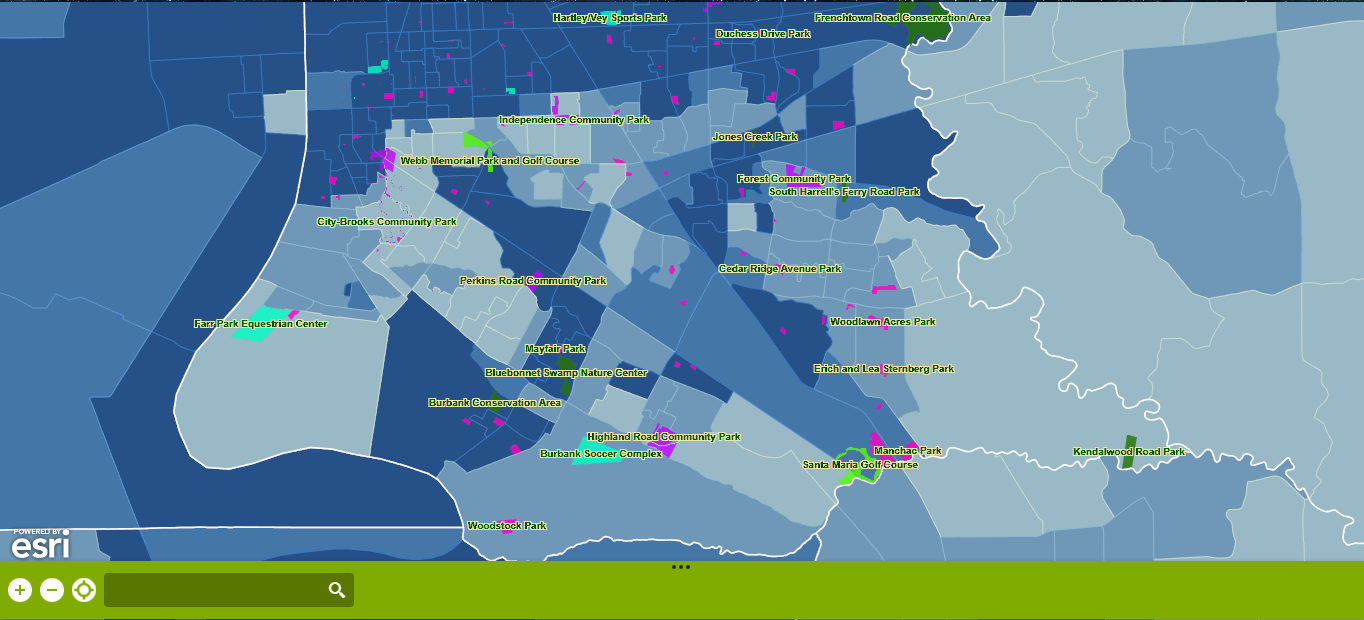 Hartley/Vey Sports Park
Frenchtown Road Conservation Area
Duchess Drive Park
Independence Community Park
Jones Creek Park
Webb Memorial Park and Golf Course
Forest Community Park
South Harrell's Ferry Road Park
City-Brooks Community Park
Cedar Ridge Avenue Park
Perkins Road Community Park
Farr Park Equestrian Center
Woodlawn Acres Park
Mayfair Park
Bluebonnet Swamp Nature Center
Erich and Lea Sternberg Park
Burbank Conservation Area
Highland Road Community Park
Burbank Soccer Complex
Manchac Park
Kendalwood Road Park
Santa Maria Golf Course
Woodstock Park
POWERED BY
esri